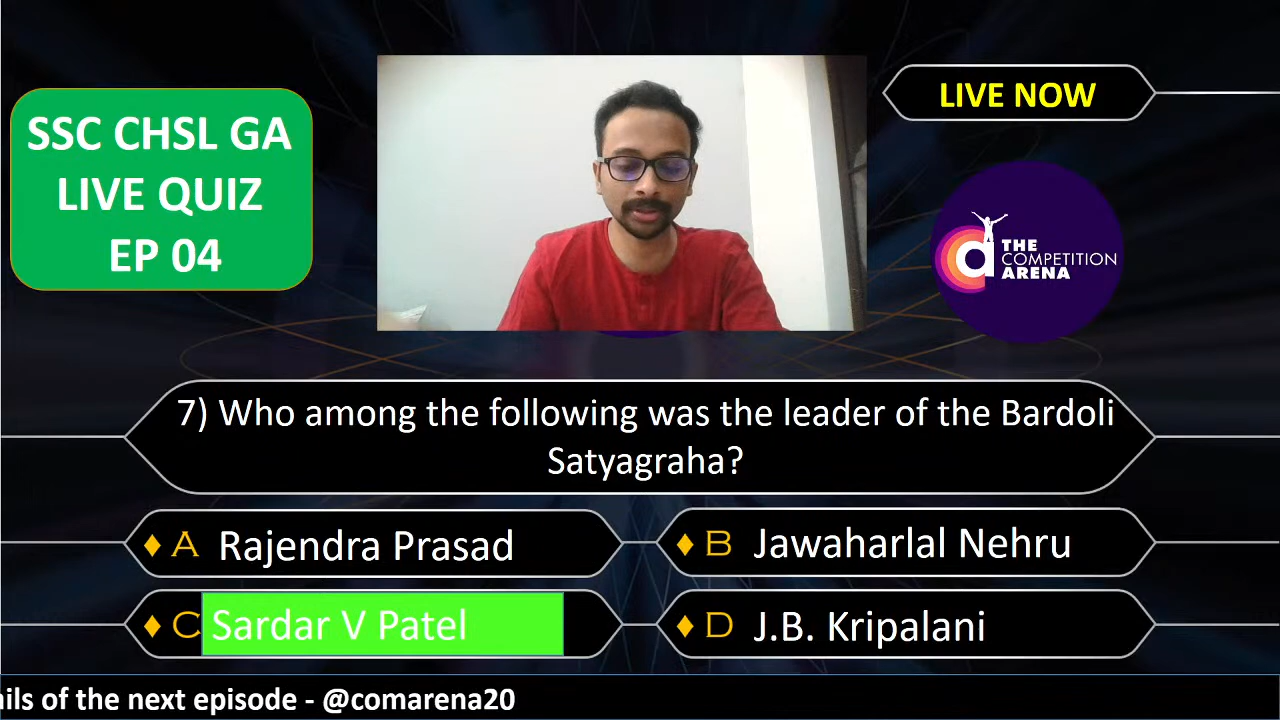 SSC CHSL GA
LIVE QUIZ
EP 04
LIVE NOW
THE
COMPETITION
ARENA
7) Who among the following was the leader of the Bardoli
Satyagraha?
A Rajendra Prasad
B Jawaharlal Nehru
C Sardar V Patel
D J.B. Kripalani
of the next episode - @comarena20